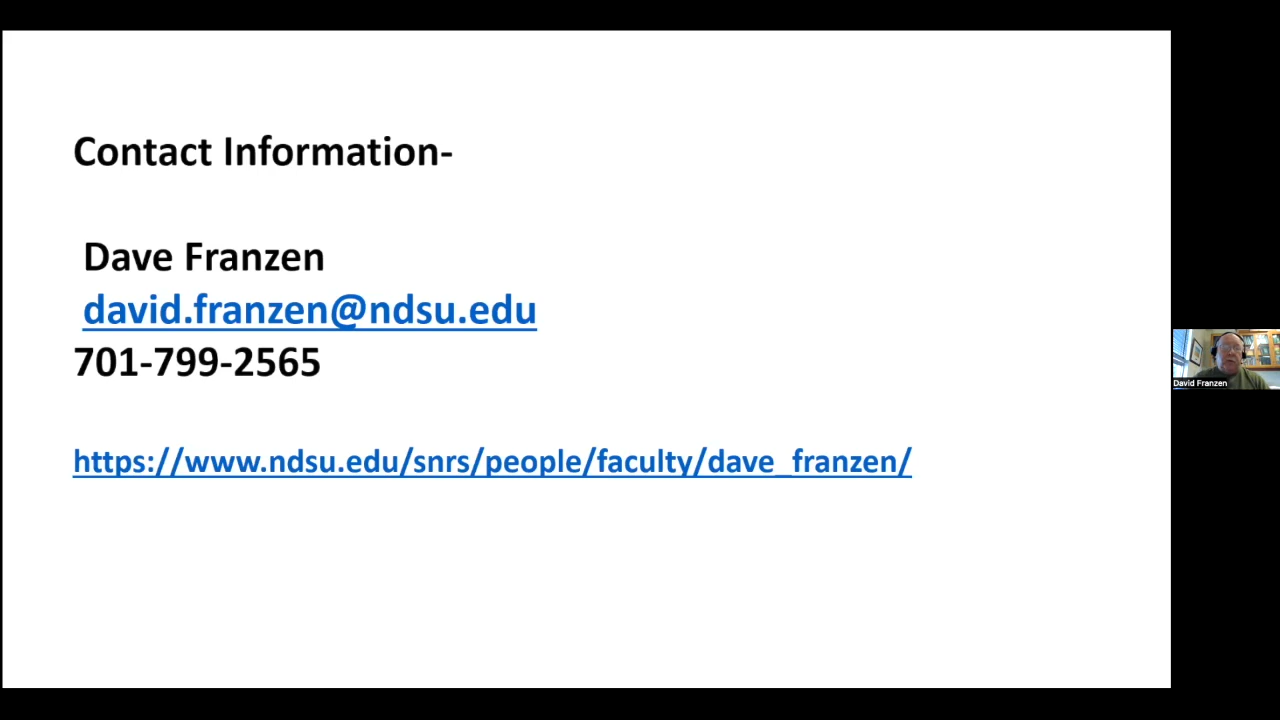 Contact Information-
Dave Franzen
david.franzen@ndsu.edu
701-799-2565
https://www.ndsu.edu/snrs/people/faculty/dave_franzen/
David Franzen